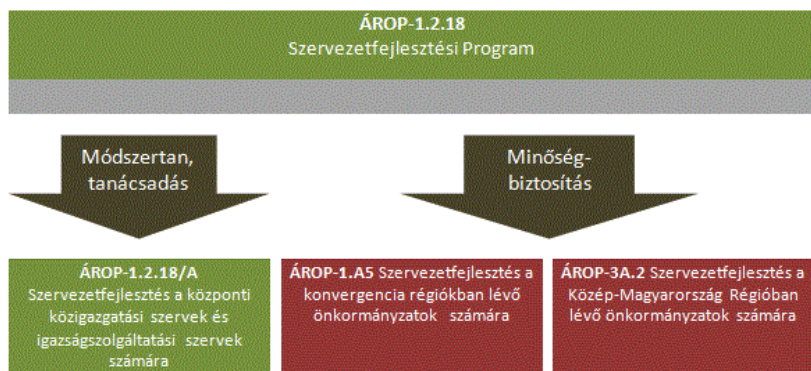 ÁROP-1.2.18
Szervezetfejlesztési Program
Módszertan,
tanácsadás
Minőség-
biztosítás
ÁROP-1.2.18/A
Szervezetfejlesztés a központi
közigazgatási szervek és
igazságszolgáltatási szervek
számára
ÁROP-1.A5 Szervezetfejlesztés a
konvergencia régiókban lévő
önkormányzatok számára
ÁROP-3A.2 Szervezetfejlesztés a
Közép-Magyarország Régióban
lévő önkormányzatok számára